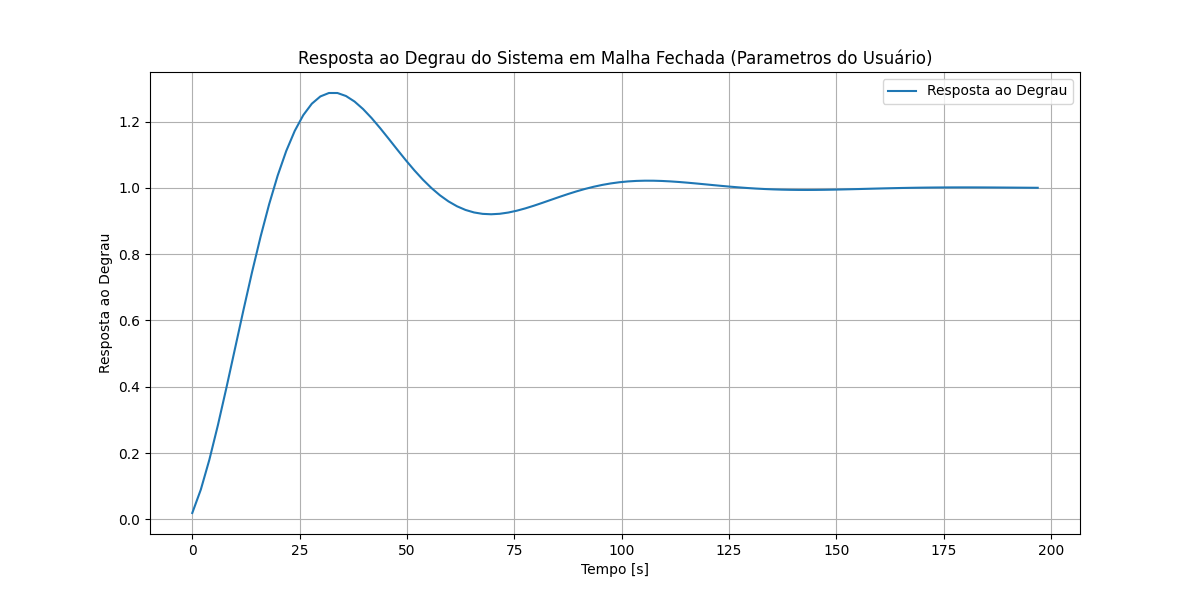 Resposta ao Degrau do Sistema em Malha Fechada (Parametros do Usuário)
Resposta ao Degrau
Resposta ao Degrau
1.2
1.0
0.8
0.6
0.4
0.2
0.0
0 25 50 75 100 125 150 175 200
Tempo [s]